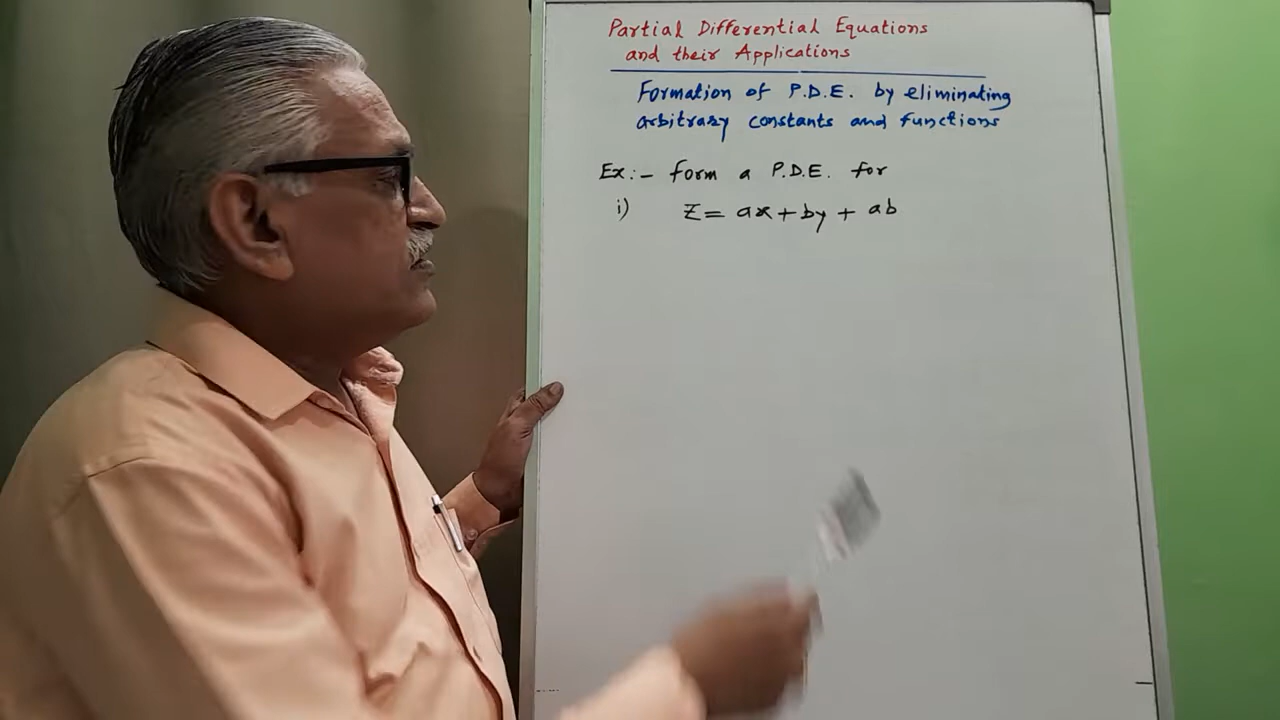 Partial Differential Equations
and their Applications
Formation of P.D.E. by eliminating
arbitrary constants and functions
Ex:- form a P.D.E. for
i) Z = ax + by + ab